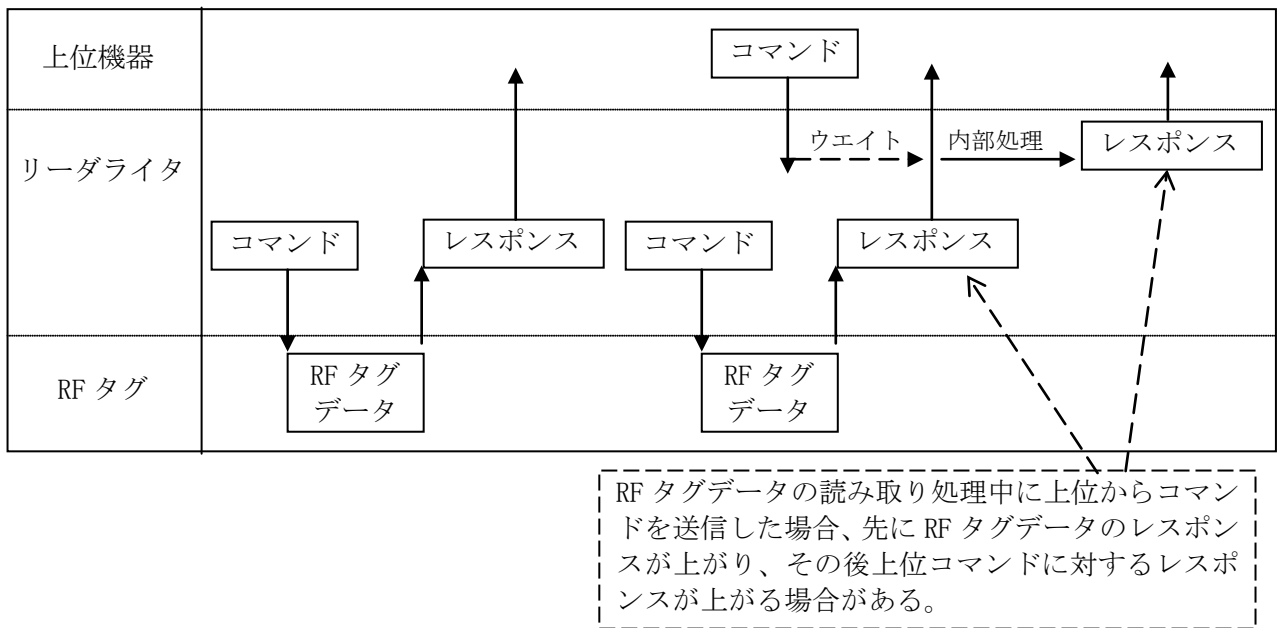 上位機器
コマンド
ウエイト
内部処理
レスポンス
リーダライタ
コマンド
レスポンス
コマンド
レスポンス
RF タグ
RF タグ
データ
RF タグ
データ
RF タグデータの読み取り処理中に上位からコマン
ドを送信した場合、先に RF タグデータのレスポン
スが上がり、その後上位コマンドに対するレスポ
ンスが上がる場合がある。